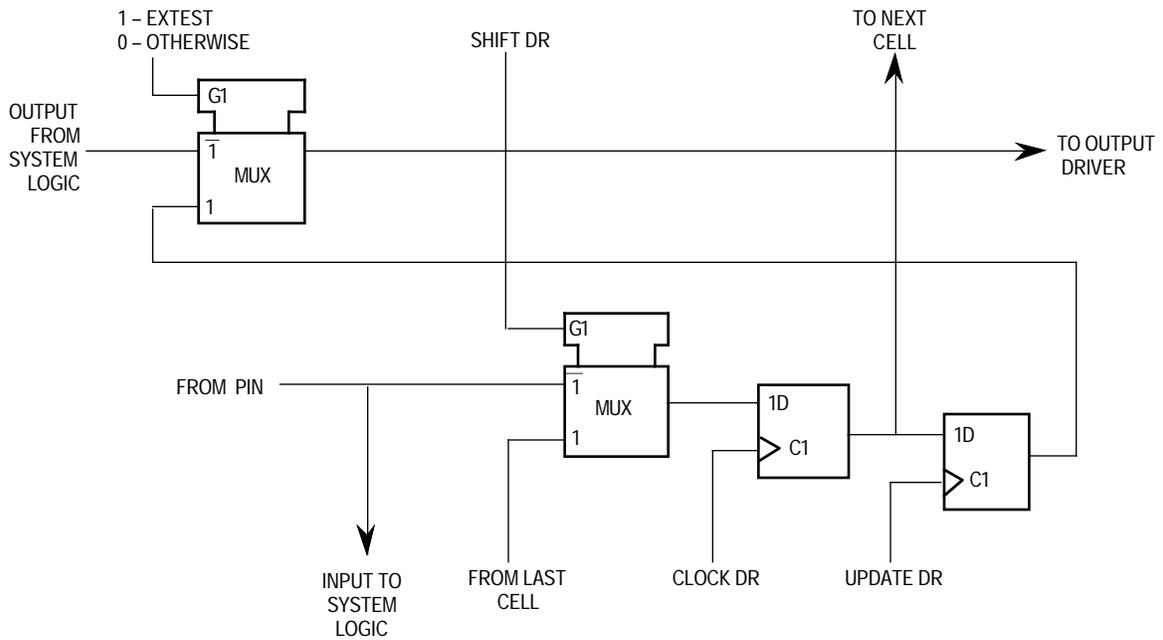 1 – EXTEST
0 – OTHERWISE
SHIFT DR
TO NEXT
CELL
G1
OUTPUT
FROM
SYSTEM
LOGIC
1
MUX
1
TO OUTPUT
DRIVER
G1
FROM PIN
1
MUX
1
1D
C1
1D
C1
INPUT TO
SYSTEM
LOGIC
FROM LAST
CELL
CLOCK DR
UPDATE DR